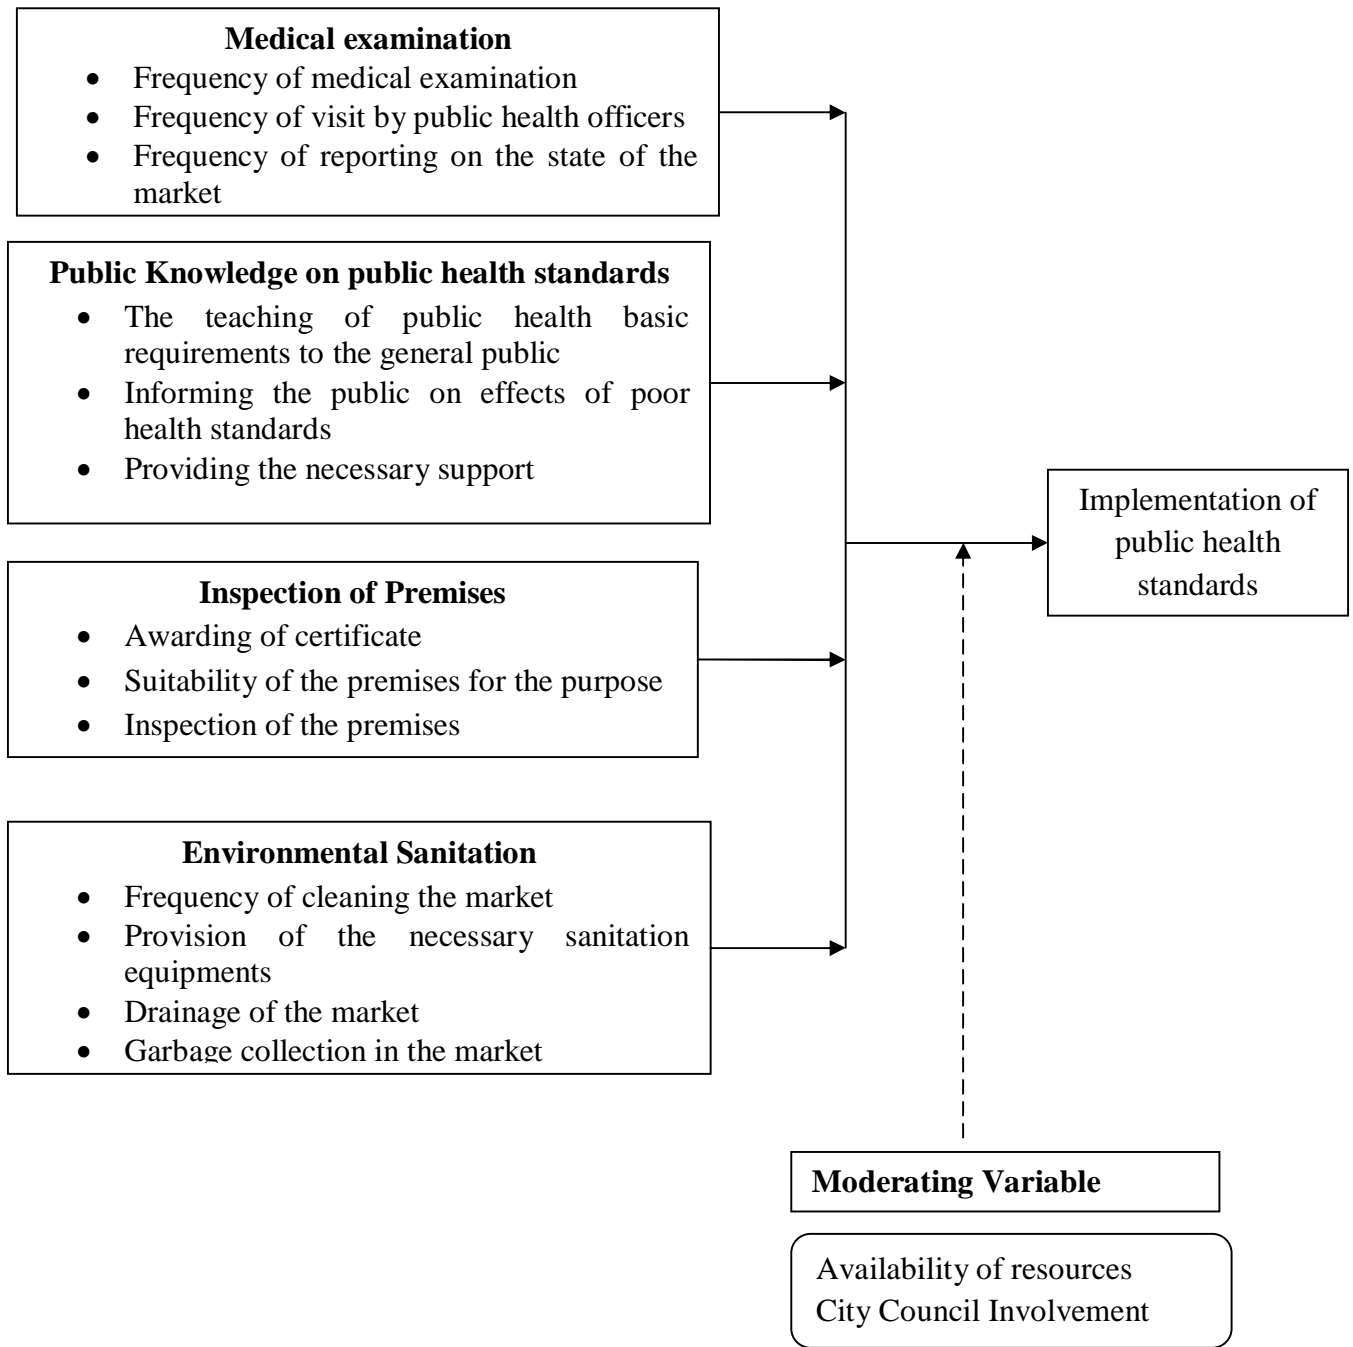 Medical examination
• Frequency of medical examination
• Frequency of visit by public health officers
• Frequency of reporting on the state of the
market
Public Knowledge on public health standards
• The teaching of public health basic
requirements to the general public
• Informing the public on effects of poor
health standards
• Providing the necessary support
Inspection of Premises
• Awarding of certificate
• Suitability of the premises for the purpose
• Inspection of the premises
Environmental Sanitation
• Frequency of cleaning the market
• Provision of the necessary sanitation
equipments
• Drainage of the market
• Garbage collection in the market
Implementation of
public health
standards
Moderating Variable
Availability of resources
City Council Involvement